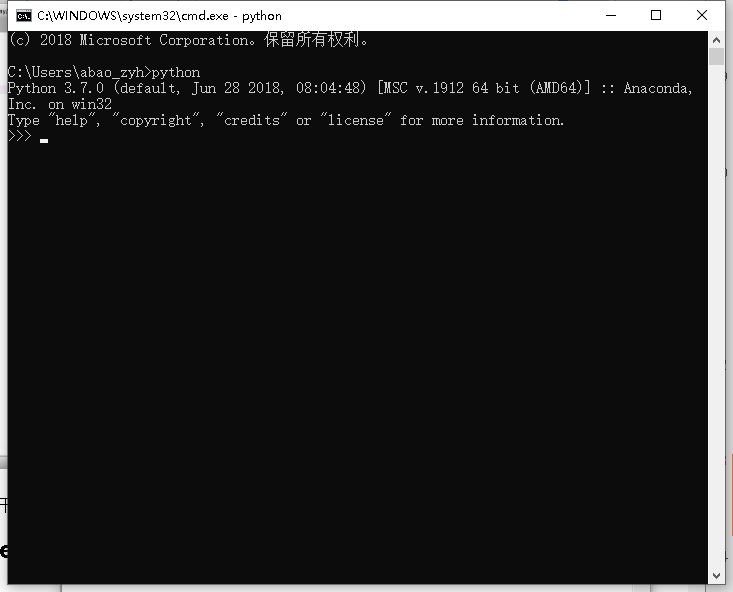 C:\WINDOWS\system32\cmd.exe - python
(c) 2018 Microsoft Corporation。保留所有权利。
C:\Users\abao_zyh>python
Python 3.7.0 (default, Jun 28 2018, 08:04:48) [MSC v.1912 64 bit (AMD64)] :: Anaconda,
Inc. on win32
Type "help", "copyright", "credits" or "license" for more information.
>>>